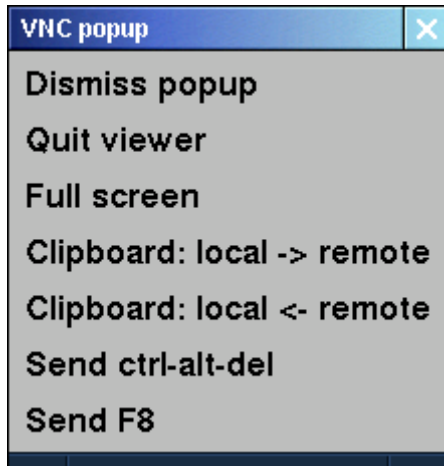 VNC popup
Dismiss popup
Quit viewer
Full screen
Clipboard: local -> remote
Clipboard: local <- remote
Send ctrl-alt-del
Send F8